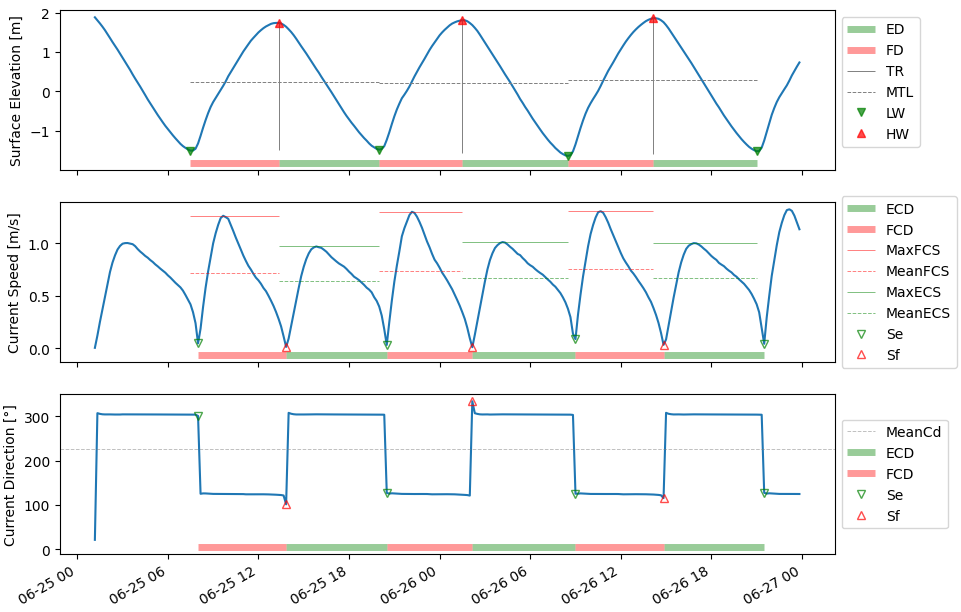 Surface Elevation [m]
2
1
0
−1
ED
FD
TR
MTL
LW
HW
Current Speed [m/s]
1.0
0.5
0.0
ECD
FCD
MaxFCS
MeanFCS
MaxECS
MeanECS
Se
Sf
Current Direction [°]
300
200
100
0
MeanCd
ECD
FCD
Se
Sf
06-25 00
06-25 06
06-25 12
06-25 18
06-26 00
06-26 06
06-26 12
06-26 18
06-27 00